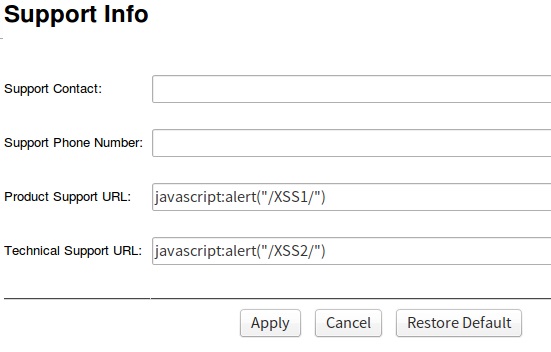 Support Info
Support Contact:
Support Phone Number:
Product Support URL: javascript:alert("/XSS1/")
Technical Support URL: javascript:alert("/XSS2/")
Apply Cancel Restore Default